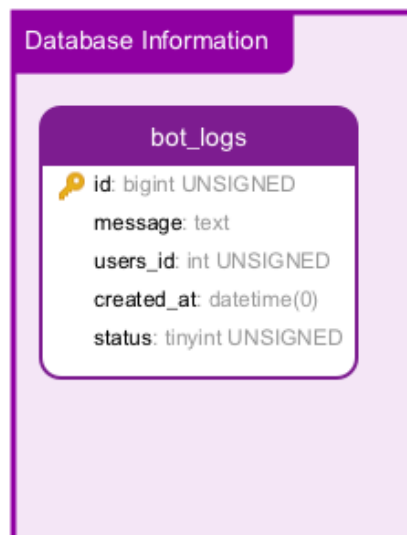 Database Information
bot_logs
id: bigint UNSIGNED
message: text
users_id: int UNSIGNED
created_at: datetime(0)
status: tinyint UNSIGNED